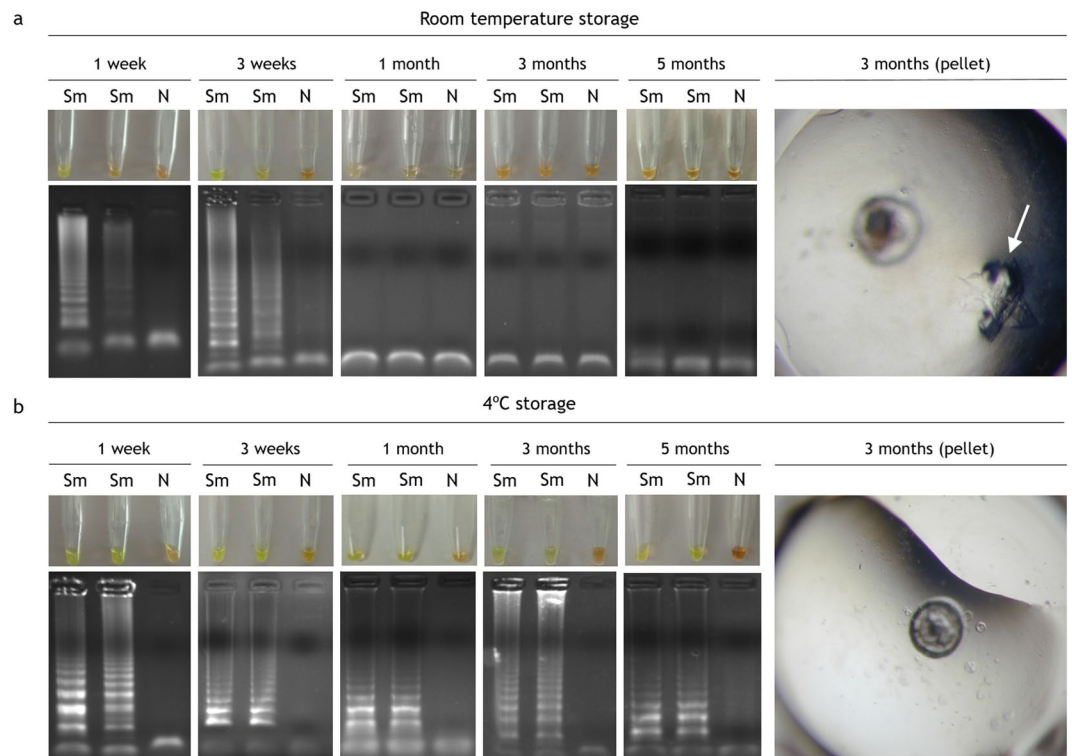 a
Room temperature storage
1 week 3 weeks 1 month 3 months 5 months 3 months (pellet)
Sm Sm N Sm Sm N Sm Sm N Sm Sm N Sm Sm N
b
4ºC storage
1 week 3 weeks 1 month 3 months 5 months 3 months (pellet)
Sm Sm N Sm Sm N Sm Sm N Sm Sm N Sm Sm N